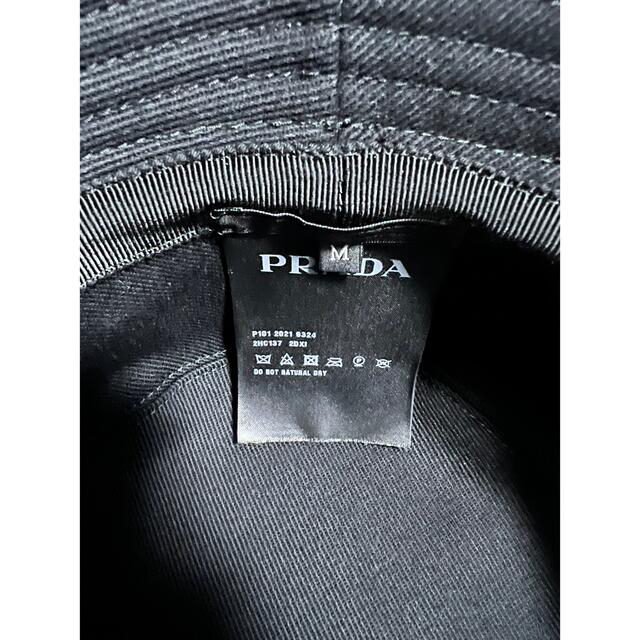 M
PRADA
P101 2021 6324
2HC137 2DXI
P
DO NOT NATURAL DRY